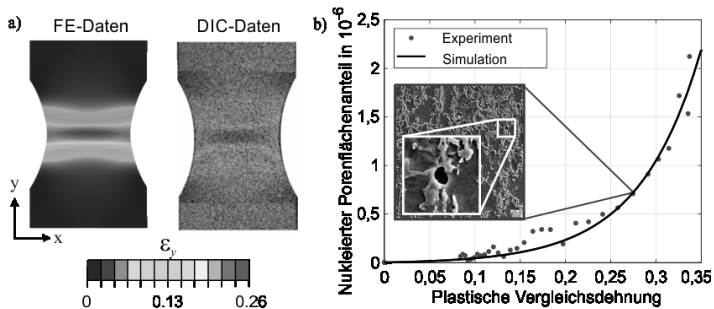 a)
FE-Daten
DIC-Daten
y
x
εy
0
0.13
0.26
b)
Nukleierter Porenflächenanteil in 10⁻⁶
2,5
2
1,5
1
0,5
0
Experiment
Simulation
0 0,05 0,1 0,15 0,2 0,25 0,3 0,35
Plastische Vergleichsdehnung